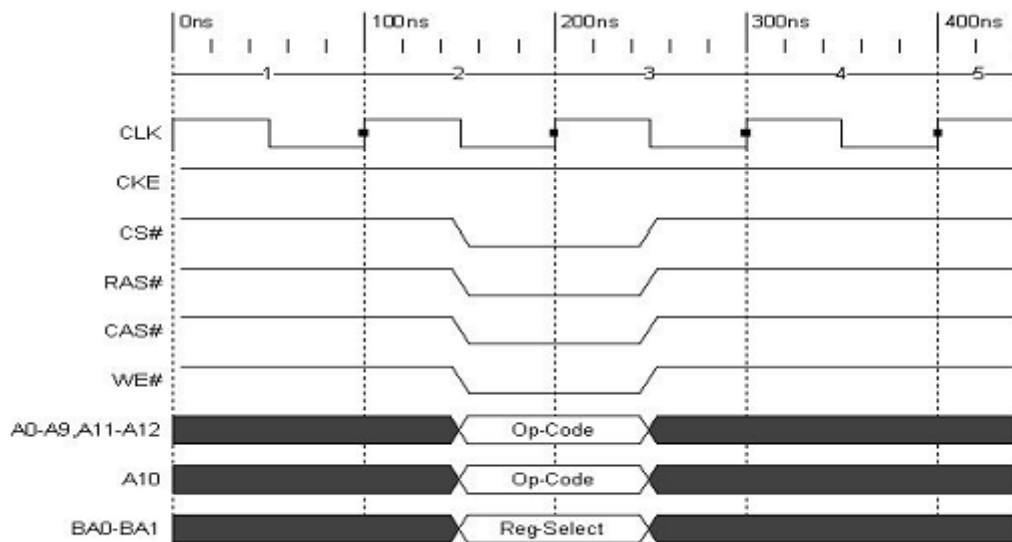 0ns 100ns 200ns 300ns 400ns
1 2 3 4 5
CLK
CKE
CS#
RAS#
CAS#
WE#
A0-A9,A11-A12 Op-Code
A10 Op-Code
BA0-BA1 Reg-Select